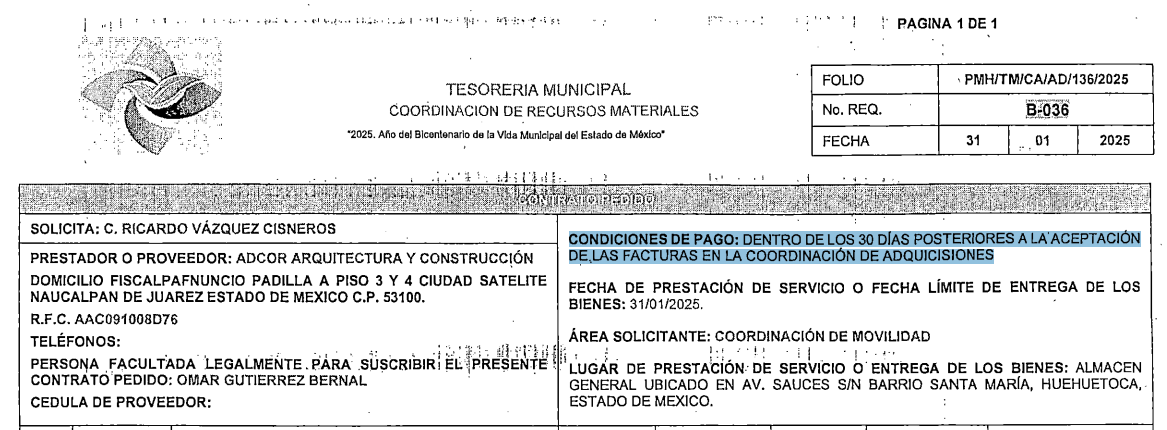 PAGINA 1 DE 1
TESORERIA MUNICIPAL
COORDINACION DE RECURSOS MATERIALES
"2025. Año del Bicentenario de la Vida Municipal del Estado de México"
FOLIO PMH/TM/CA/AD/136/2025
No. REQ. B-036
FECHA 31 01 2025
CONTRATO PEDIDO
SOLICITA: C. RICARDO VÁZQUEZ CISNEROS
PRESTADOR O PROVEEDOR: ADCOR ARQUITECTURA Y CONSTRUCCIÓN
DOMICILIO FISCALPAFNUNCIO PADILLA A PISO 3 Y 4 CIUDAD SATELITE
NAUCALPAN DE JUAREZ ESTADO DE MEXICO C.P. 53100.
R.F.C. AAC091008D76
TELÉFONOS:
PERSONA FACULTADA LEGALMENTE PARA SUSCRIBIR EL PRESENTE
CONTRATO PEDIDO: OMAR GUTIERREZ BERNAL
CEDULA DE PROVEEDOR:
CONDICIONES DE PAGO: DENTRO DE LOS 30 DÍAS POSTERIORES A LA ACEPTACIÓN
DE LAS FACTURAS EN LA COORDINACIÓN DE ADQUICISIONES
FECHA DE PRESTACIÓN DE SERVICIO O FECHA LÍMITE DE ENTREGA DE LOS
BIENES: 31/01/2025.
ÁREA SOLICITANTE: COORDINACIÓN DE MOVILIDAD
LUGAR DE PRESTACIÓN DE SERVICIO O ENTREGA DE LOS BIENES: ALMACEN
GENERAL UBICADO EN AV. SAUCES S/N BARRIO SANTA MARÍA, HUEHUETOCA,
ESTADO DE MEXICO.